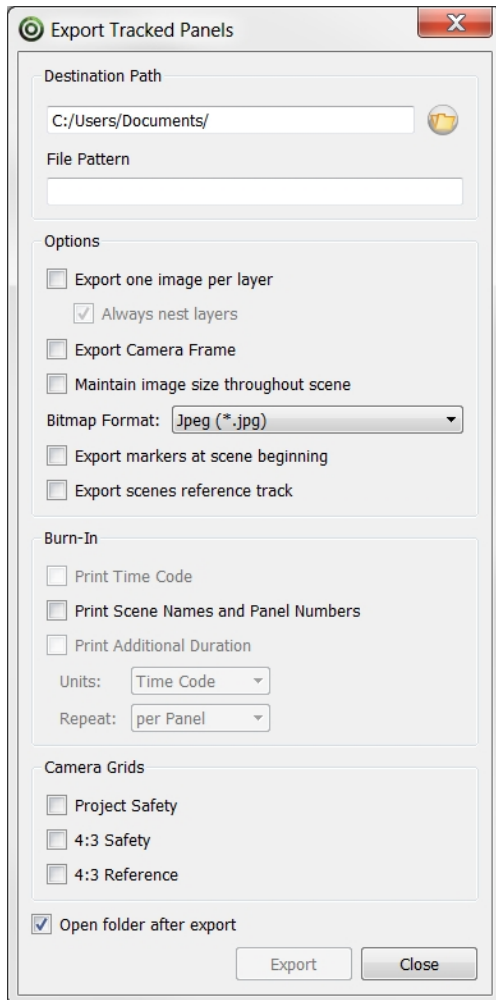 Export Tracked Panels
X
Destination Path
C:/Users/Documents/
File Pattern
Options
Export one image per layer
Always nest layers
Export Camera Frame
Maintain image size throughout scene
Bitmap Format: Jpeg (*.jpg)
Export markers at scene beginning
Export scenes reference track
Burn-In
Print Time Code
Print Scene Names and Panel Numbers
Print Additional Duration
Units: Time Code
Repeat: per Panel
Camera Grids
Project Safety
4:3 Safety
4:3 Reference
Open folder after export
Export Close